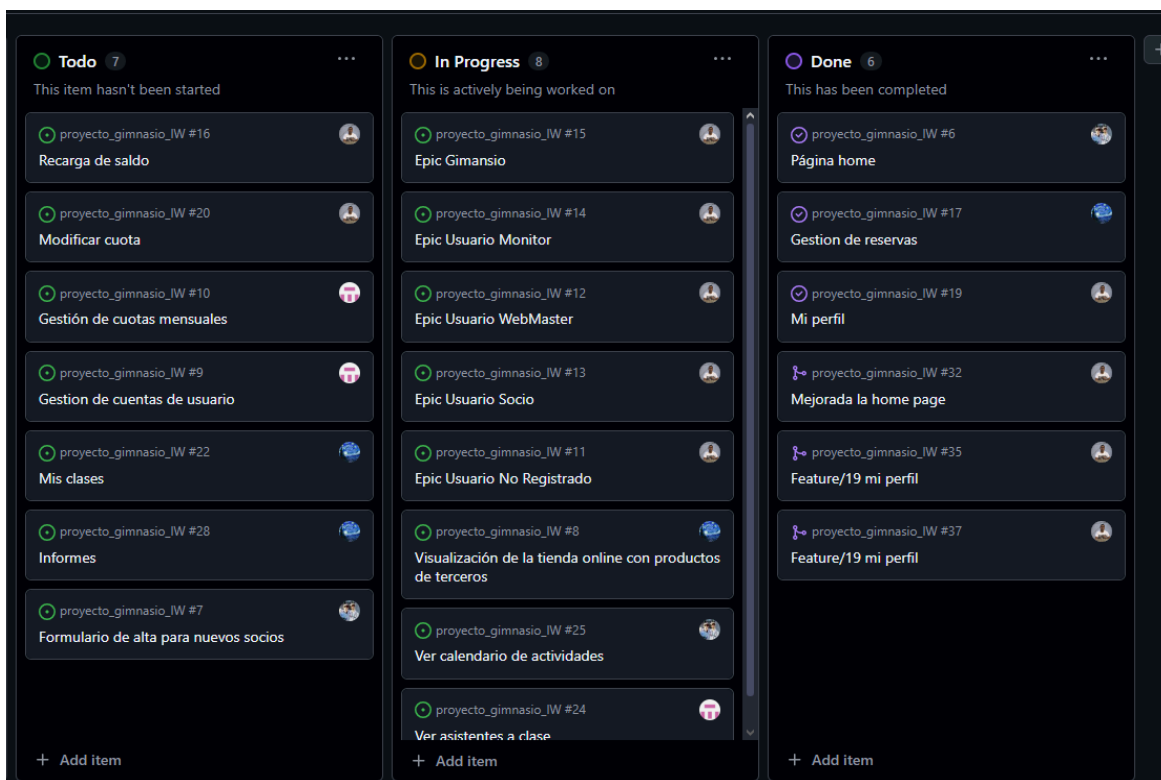 Todo 7
This item hasn't been started
proyecto_gimnasio_IW #16
Recarga de saldo
proyecto_gimnasio_IW #20
Modificar cuota
proyecto_gimnasio_IW #10
Gestión de cuotas mensuales
proyecto_gimnasio_IW #9
Gestion de cuentas de usuario
proyecto_gimnasio_IW #22
Mis clases
proyecto_gimnasio_IW #28
Informes
proyecto_gimnasio_IW #7
Formulario de alta para nuevos socios
+ Add item
In Progress 8
This is actively being worked on
proyecto_gimnasio_IW #15
Epic Gimansio
proyecto_gimnasio_IW #14
Epic Usuario Monitor
proyecto_gimnasio_IW #12
Epic Usuario WebMaster
proyecto_gimnasio_IW #13
Epic Usuario Socio
proyecto_gimnasio_IW #11
Epic Usuario No Registrado
proyecto_gimnasio_IW #8
Visualización de la tienda online con productos
de terceros
proyecto_gimnasio_IW #25
Ver calendario de actividades
proyecto_gimnasio_IW #24
Ver asistentes a clase
+ Add item
Done 6
This has been completed
proyecto_gimnasio_IW #6
Página home
proyecto_gimnasio_IW #17
Gestion de reservas
proyecto_gimnasio_IW #19
Mi perfil
proyecto_gimnasio_IW #32
Mejorada la home page
proyecto_gimnasio_IW #35
Feature/19 mi perfil
proyecto_gimnasio_IW #37
Feature/19 mi perfil
+ Add item